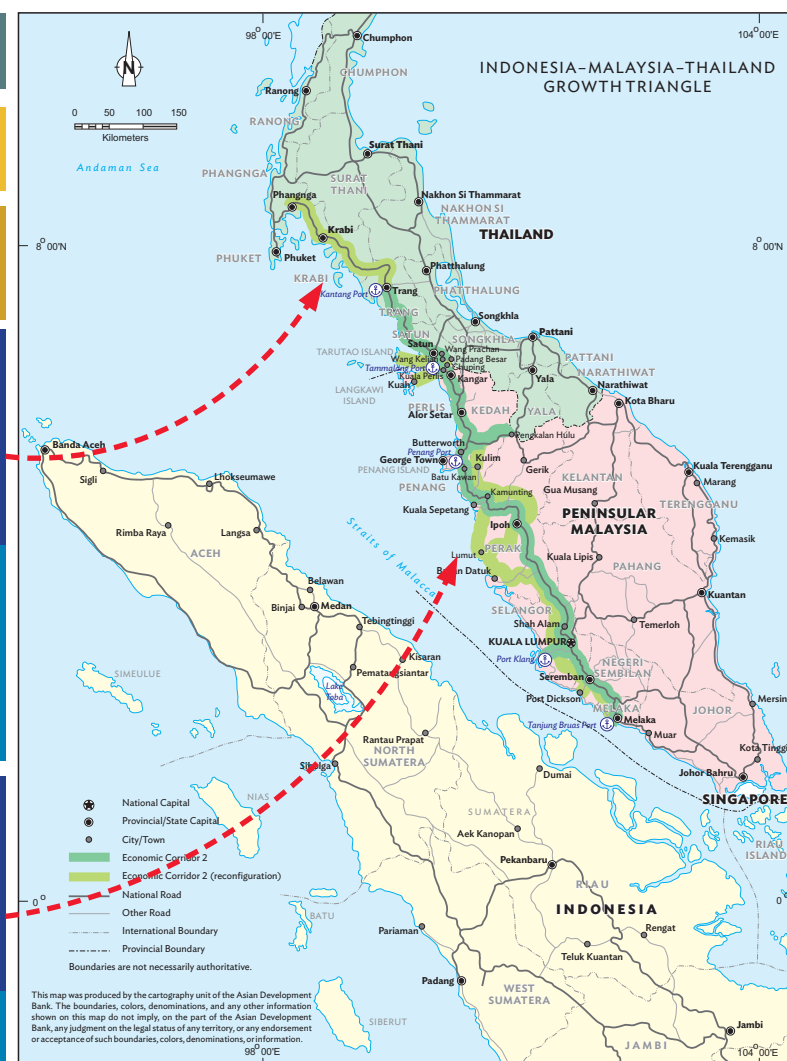 98° 00'E
104° 00'E
INDONESIA–MALAYSIA–THAILAND
GROWTH TRIANGLE
N
0 50 100 150
Kilometers
Andaman Sea
Chumphon
CHUMPHON
Ranong
RANONG
Surat Thani
PHANGNGA
SURAT
THANI
Phangnga
Nakhon Si Thammarat
NAKHON SI
THAMMARAT
Krabi
THAILAND
8° 00'N
8° 00'N
PHUKET
Phuket
KRABI
Phatthalung
Kantang Port
Trang
PHATTHALUNG
TRANG
Songkhla
SATUN
SONGKHLA
Pattani
Satun
Wang Prachan
TARUTAO ISLAND
Wang Kelian
Padang Besar
PATTANI
Tammalang Port
Chuping
Kuala Perlis
Kangar
Yala
NARATHIWAT
Kuah
LANGKAWI
ISLAND
Narathiwat
PERLIS
KEDAH
YALA
Kota Bharu
Alor Setar
Pengkalan Hulu
Butterworth
Penang Port
Banda Aceh
George Town
Kulim
Gerik
Kuala Terengganu
Sigli
PENANG ISLAND
Batu Kawan
KELANTAN
Marang
Lhokseumawe
PENANG
Kamunting
Gua Musang
TERENGGANU
Kuala Sepetang
PENINSULAR
MALAYSIA
Rimba Raya
Langsa
Ipoh
Kemasik
Straits of Malacca
ACEH
Lumut
PERAK
Kuala Lipis
PAHANG
Belawan
Binjai
Medan
SELANGOR
Kuantan
Tebingtinggi
Shah Alam
Temerloh
KUALA LUMPUR
Kisaran
Port Klang
NEGERI
SEMBILAN
SIMEULUE
Pematangsiantar
Seremban
Lake
Toba
Port Dickson
MELAKA
JOHOR
Mersin
Tanjung Bruas Port
Melaka
Rantau Prapat
Muar
NORTH
SUMATERA
Kota Tinggi
Sibolga
Dumai
Johor Bahru
SINGAPORE
NIAS
SUMATERA
Aek Kanopan
RIAU
ISLAND
Pekanbaru
RIAU
0°
0
BATU
INDONESIA
Pariaman
Rengat
Teluk Kuantan
Padang
WEST
SUMATERA
SIBERUT
Jambi
JAMBI
National Capital
Provincial/State Capital
City/Town
Economic Corridor 2
Economic Corridor 2 (reconfiguration)
National Road
Other Road
International Boundary
Provincial Boundary
Boundaries are not necessarily authoritative.
This map was produced by the cartography unit of the Asian Development
Bank. The boundaries, colors, denominations, and any other information
shown on this map do not imply, on the part of the Asian Development
Bank, any judgment on the legal status of any territory, or any endorsement
or acceptance of such boundaries, colors, denominations, or information.
98° 00'E
104° 00'E